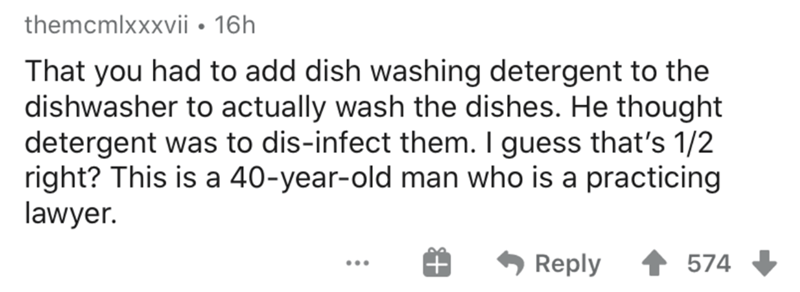 themcmlxxxvii • 16h
That you had to add dish washing detergent to the
dishwasher to actually wash the dishes. He thought
detergent was to dis-infect them. I guess that's 1/2
right? This is a 40-year-old man who is a practicing
lawyer.
... Reply 574